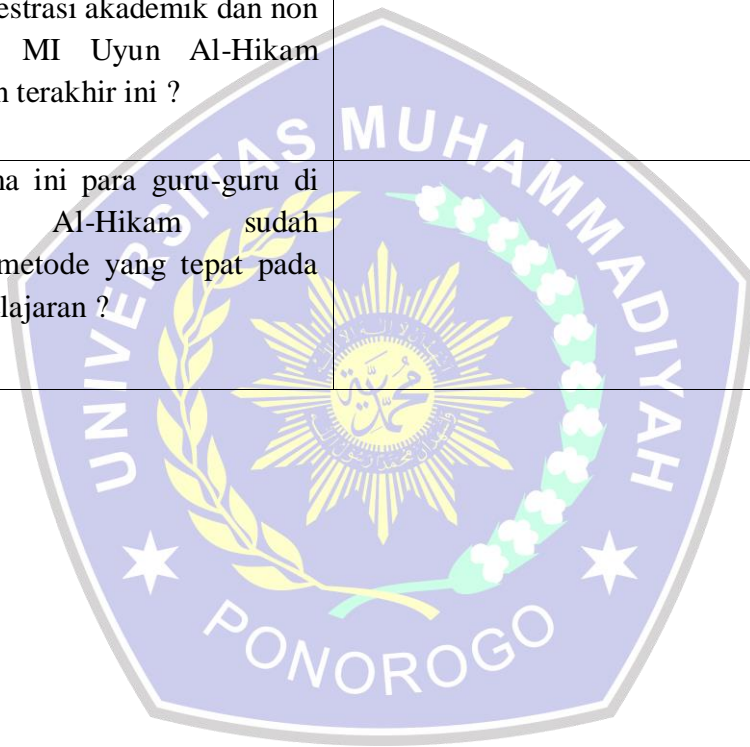 estrasi akademik dan non
MI Uyun Al-Hikam
n terakhir ini ?
na ini para guru-guru di
Al-Hikam sudah
metode yang tepat pada
lajaran ?
UNIVERSITAS MUHAMMADIYAH
محمدية
PONOROGO